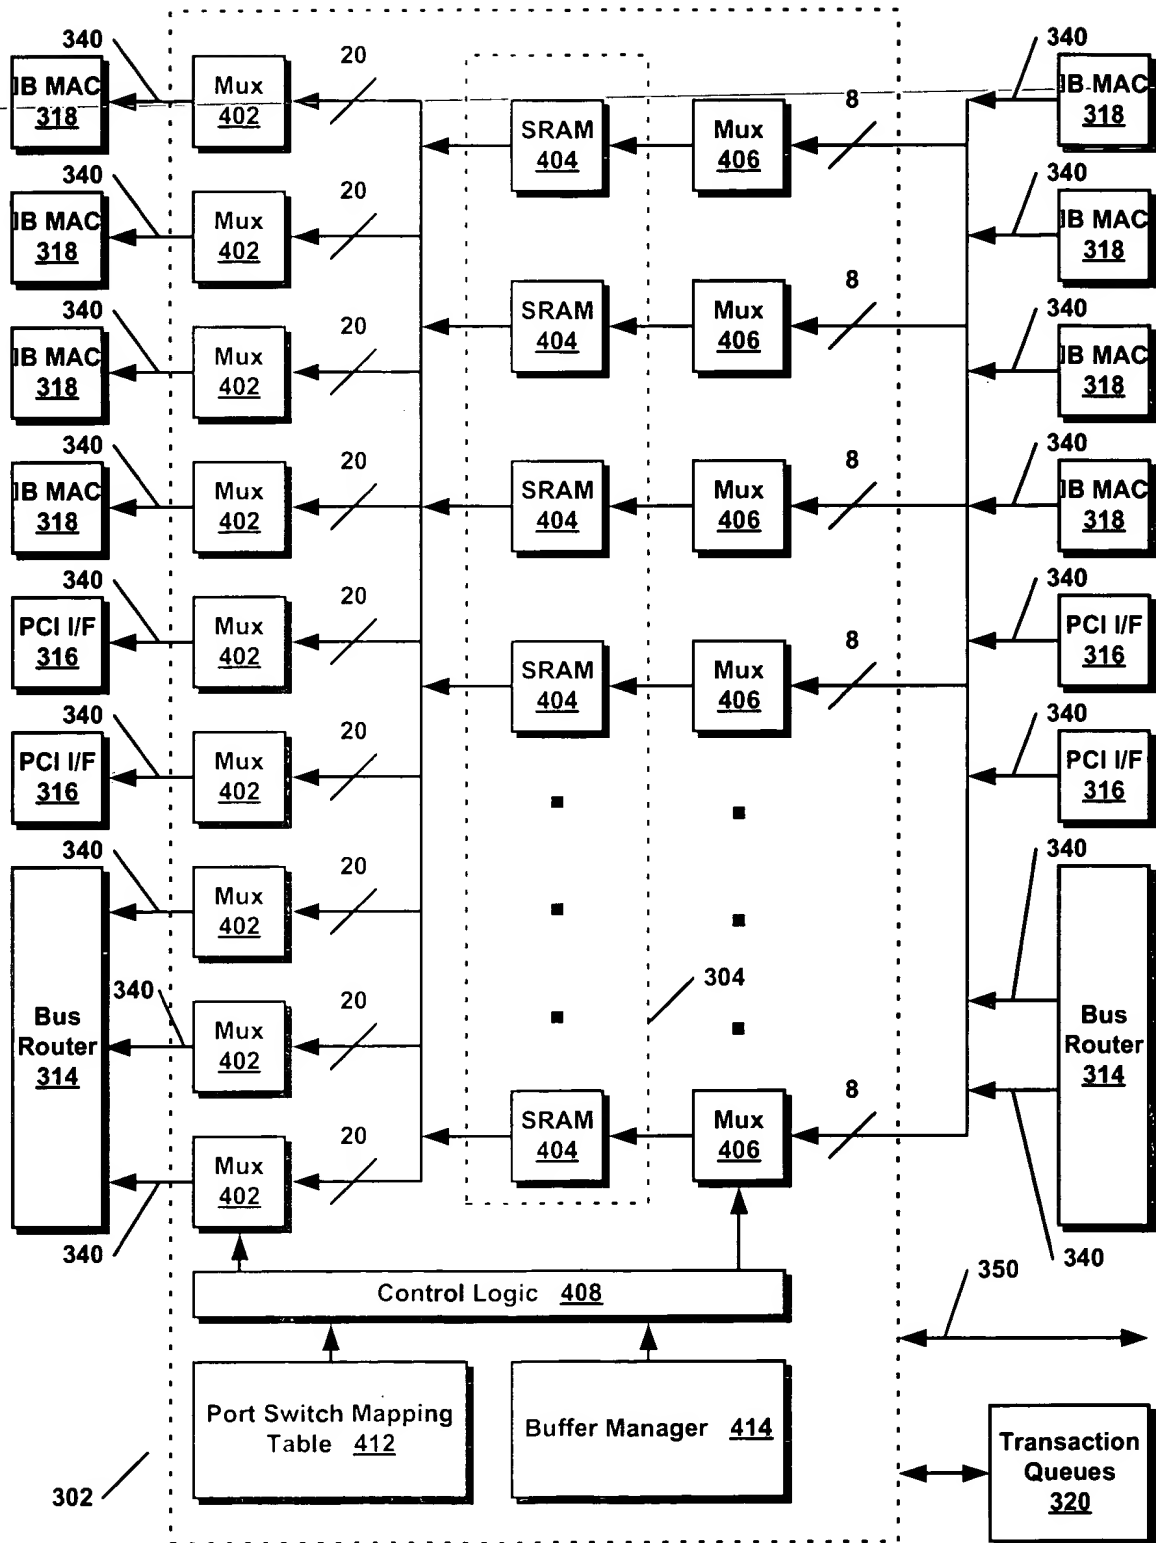 340
20
8
340
IB MAC
318
Mux
402
SRAM
404
Mux
406
IB MAC
318
340
20
340
IB MAC
318
Mux
402
IB MAC
318
340
20
8
340
IB MAC
318
Mux
402
SRAM
404
Mux
406
IB MAC
318
340
20
8
340
IB MAC
318
Mux
402
SRAM
404
Mux
406
IB MAC
318
340
20
8
340
PCI I/F
316
Mux
402
SRAM
404
Mux
406
PCI I/F
316
340
20
340
PCI I/F
316
Mux
402
PCI I/F
316
340
20
340
Mux
402
304
340
20
Bus
Router
314
Mux
402
Bus
Router
314
8
20
Mux
402
SRAM
404
Mux
406
340
340
350
Control Logic 408
Port Switch Mapping
Table 412
Buffer Manager 414
Transaction
Queues
320
302